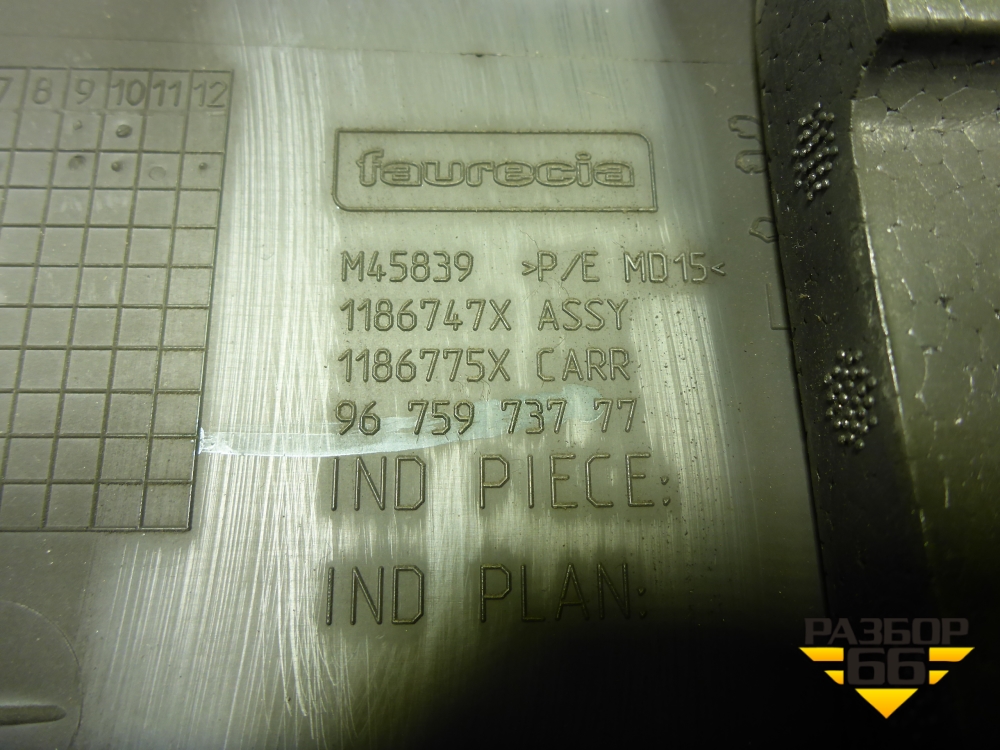 7 8 9 10 11 12
faurecia
M45839 >P/E MD15<
1186747X ASSY
1186775X CARR
96 759 737 77
IND PIECE:
IND PLAN:
РАЗБОР
66